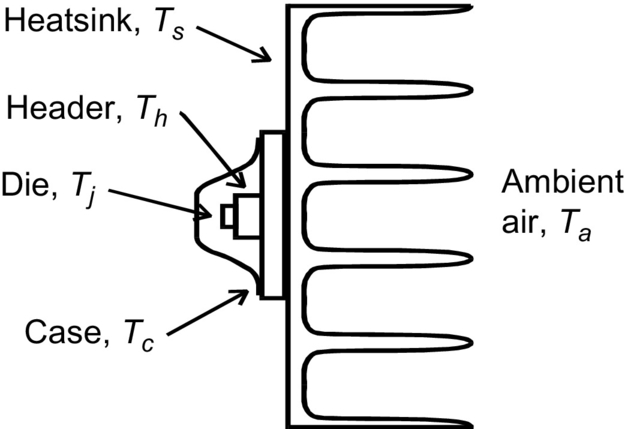 Heatsink, Ts
Header, Th
Die, Tj
Ambient
air, Ta
Case, Tc